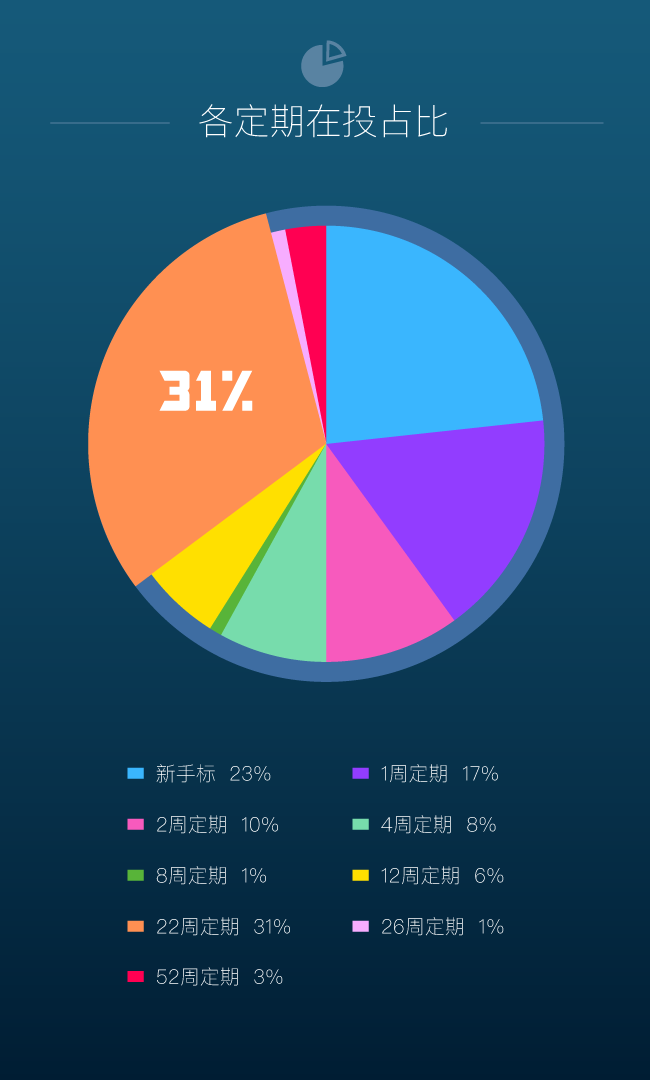 各定期在投占比
31%
新手标 23%
1周定期 17%
2周定期 10%
4周定期 8%
8周定期 1%
12周定期 6%
22周定期 31%
26周定期 1%
52周定期 3%